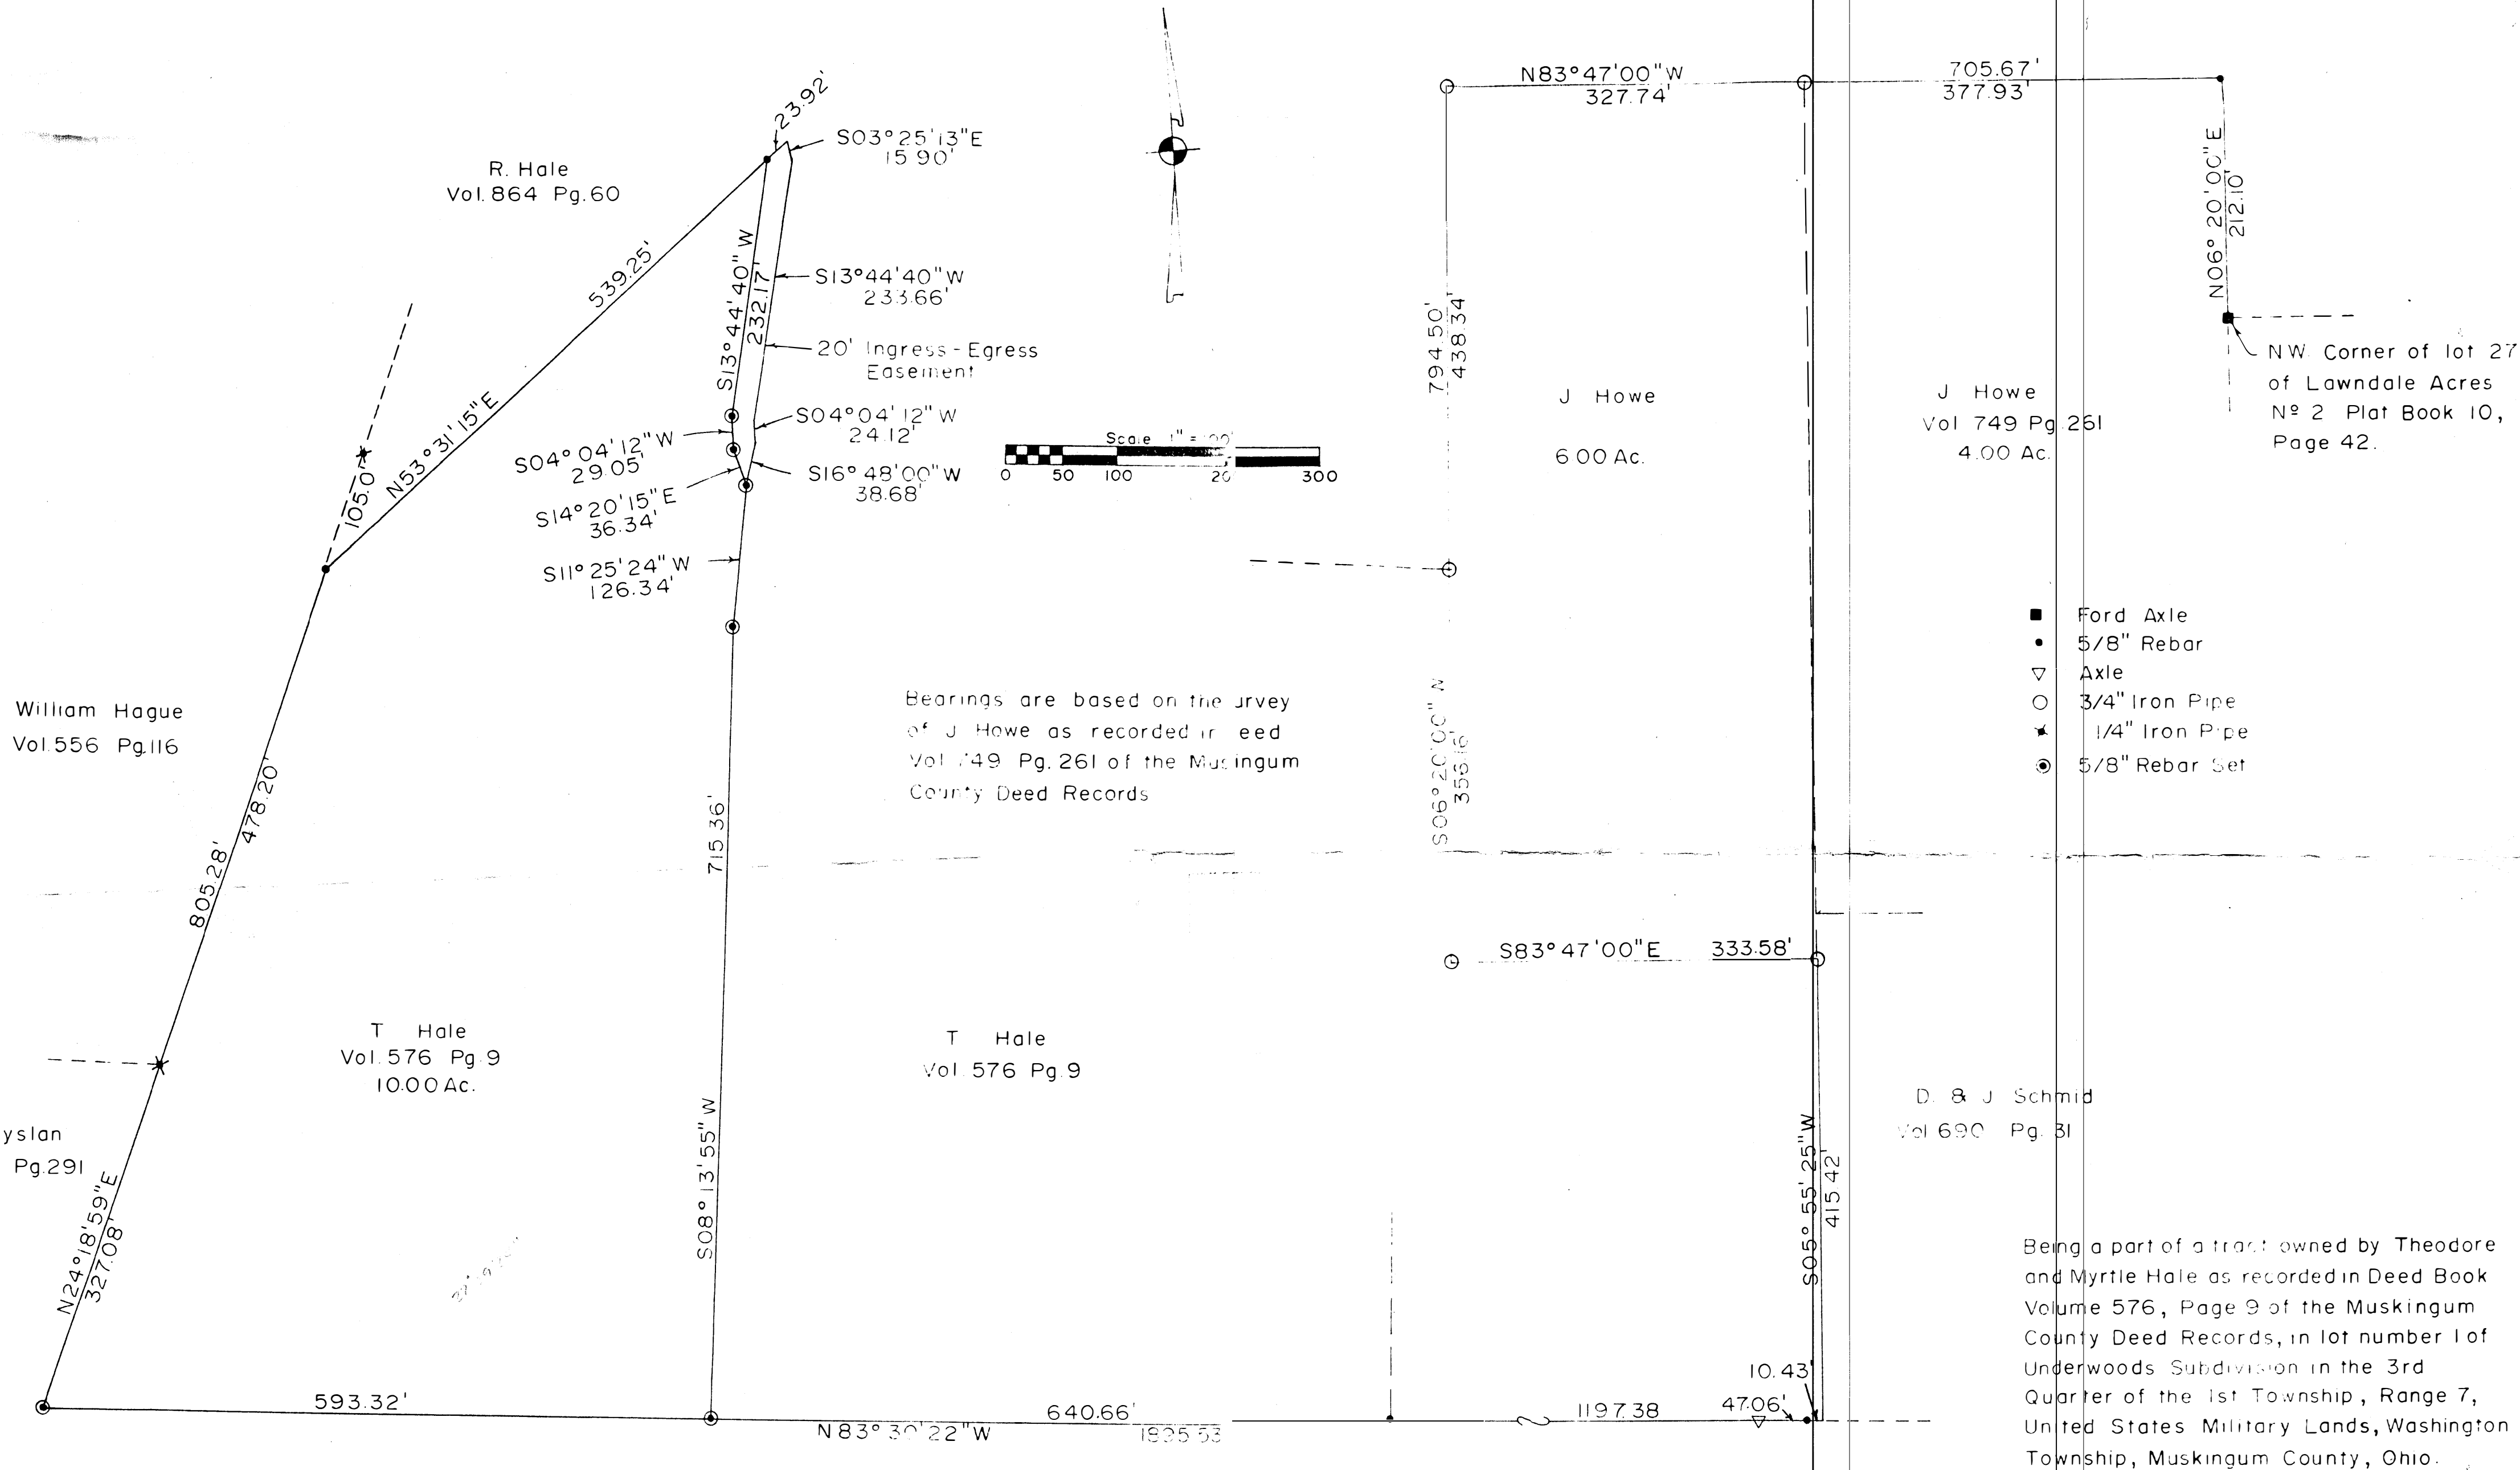 N83°47'00"W
327.74'
705.67'
377.93'
23.92'
S03°25'13"E
15.90'
R. Hale
Vol.864 Pg.60
N06°20'00"E
212.10'
539.25'
S13°44'40"W
232.17'
S13°44'40"W
233.66'
20' Ingress-Egress
Easement
794.50'
438.34'
NW Corner of lot 27
of Lawndale Acres
Nº 2 Plat Book 10,
Page 42.
J Howe
6.00 Ac.
J Howe
Vol 749 Pg.261
4.00 Ac.
S04°04'12"W
24.12'
S04°04'12"W
29.05'
Scale 1" =
0 50 100 20 300
N53°31'15"E
105.0'
S16°48'00"W
38.68'
S14°20'15"E
36.34'
S11°25'24"W
126.34'
Ford Axle
5/8" Rebar
Axle
3/4" Iron Pipe
1/4" Iron Pipe
5/8" Rebar Set
William Hague
Vol.556 Pg.116
Bearings are based on the urvey
of J Howe as recorded in eed
Vol 749 Pg. 261 of the Muskingum
County Deed Records
S06°20'00"
356.16'
478.20'
805.28'
715.36'
S83°47'00"E 333.58'
T Hale
Vol.576 Pg.9
10.00 Ac.
T Hale
Vol.576 Pg.9
D. & J Schmid
Vol 690 Pg. 31
yslan
Pg.291
N24°18'59"E
327.08'
S08°13'55"W
S05°55'25"W
415.42'
Being a part of a tract owned by Theodore
and Myrtle Hale as recorded in Deed Book
Volume 576, Page 9 of the Muskingum
County Deed Records, in lot number 1 of
Underwoods Subdivision in the 3rd
Quarter of the 1st Township, Range 7,
United States Military Lands, Washington
Township, Muskingum County, Ohio.
10.43'
593.32'
640.66'
1197.38
47.06'
N83°30'22"W